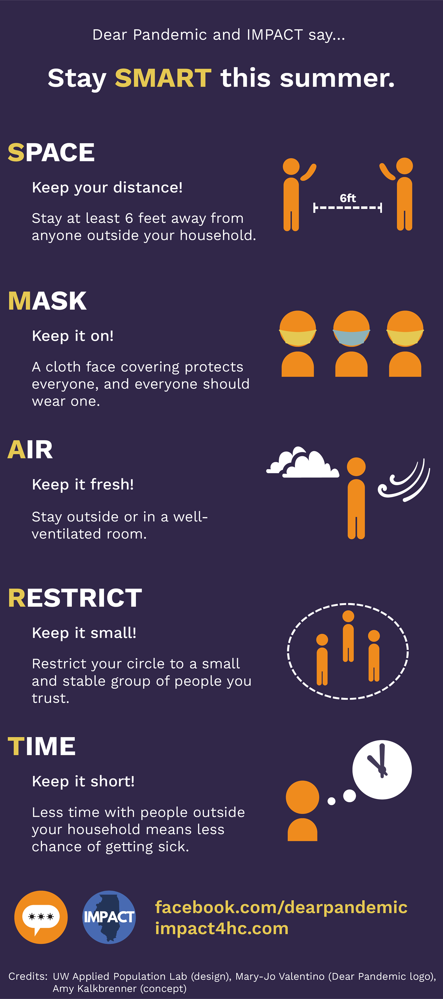 Dear Pandemic and IMPACT say...
Stay SMART this summer.
SPACE
Keep your distance!
Stay at least 6 feet away from
anyone outside your household.
6ft
MASK
Keep it on!
A cloth face covering protects
everyone, and everyone should
wear one.
AIR
Keep it fresh!
Stay outside or in a well-
ventilated room.
RESTRICT
Keep it small!
Restrict your circle to a small
and stable group of people you
trust.
TIME
Keep it short!
Less time with people outside
your household means less
chance of getting sick.
IMPACT
facebook.com/dearpandemic
impact4hc.com
Credits: UW Applied Population Lab (design), Mary-Jo Valentino (Dear Pandemic logo),
Amy Kalkbrenner (concept)